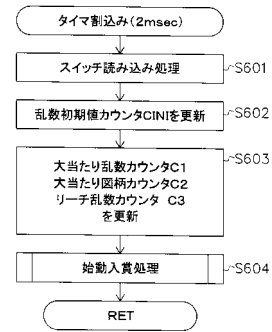 タイマ割込み(2msec)
スイッチ読み込み処理
S601
乱数初期値カウンタCINIを更新
S602
S603
大当たり乱数カウンタC1
大当たり図柄カウンタC2
リーチ乱数カウンタ C3
を更新
始動入賞処理
S604
RET